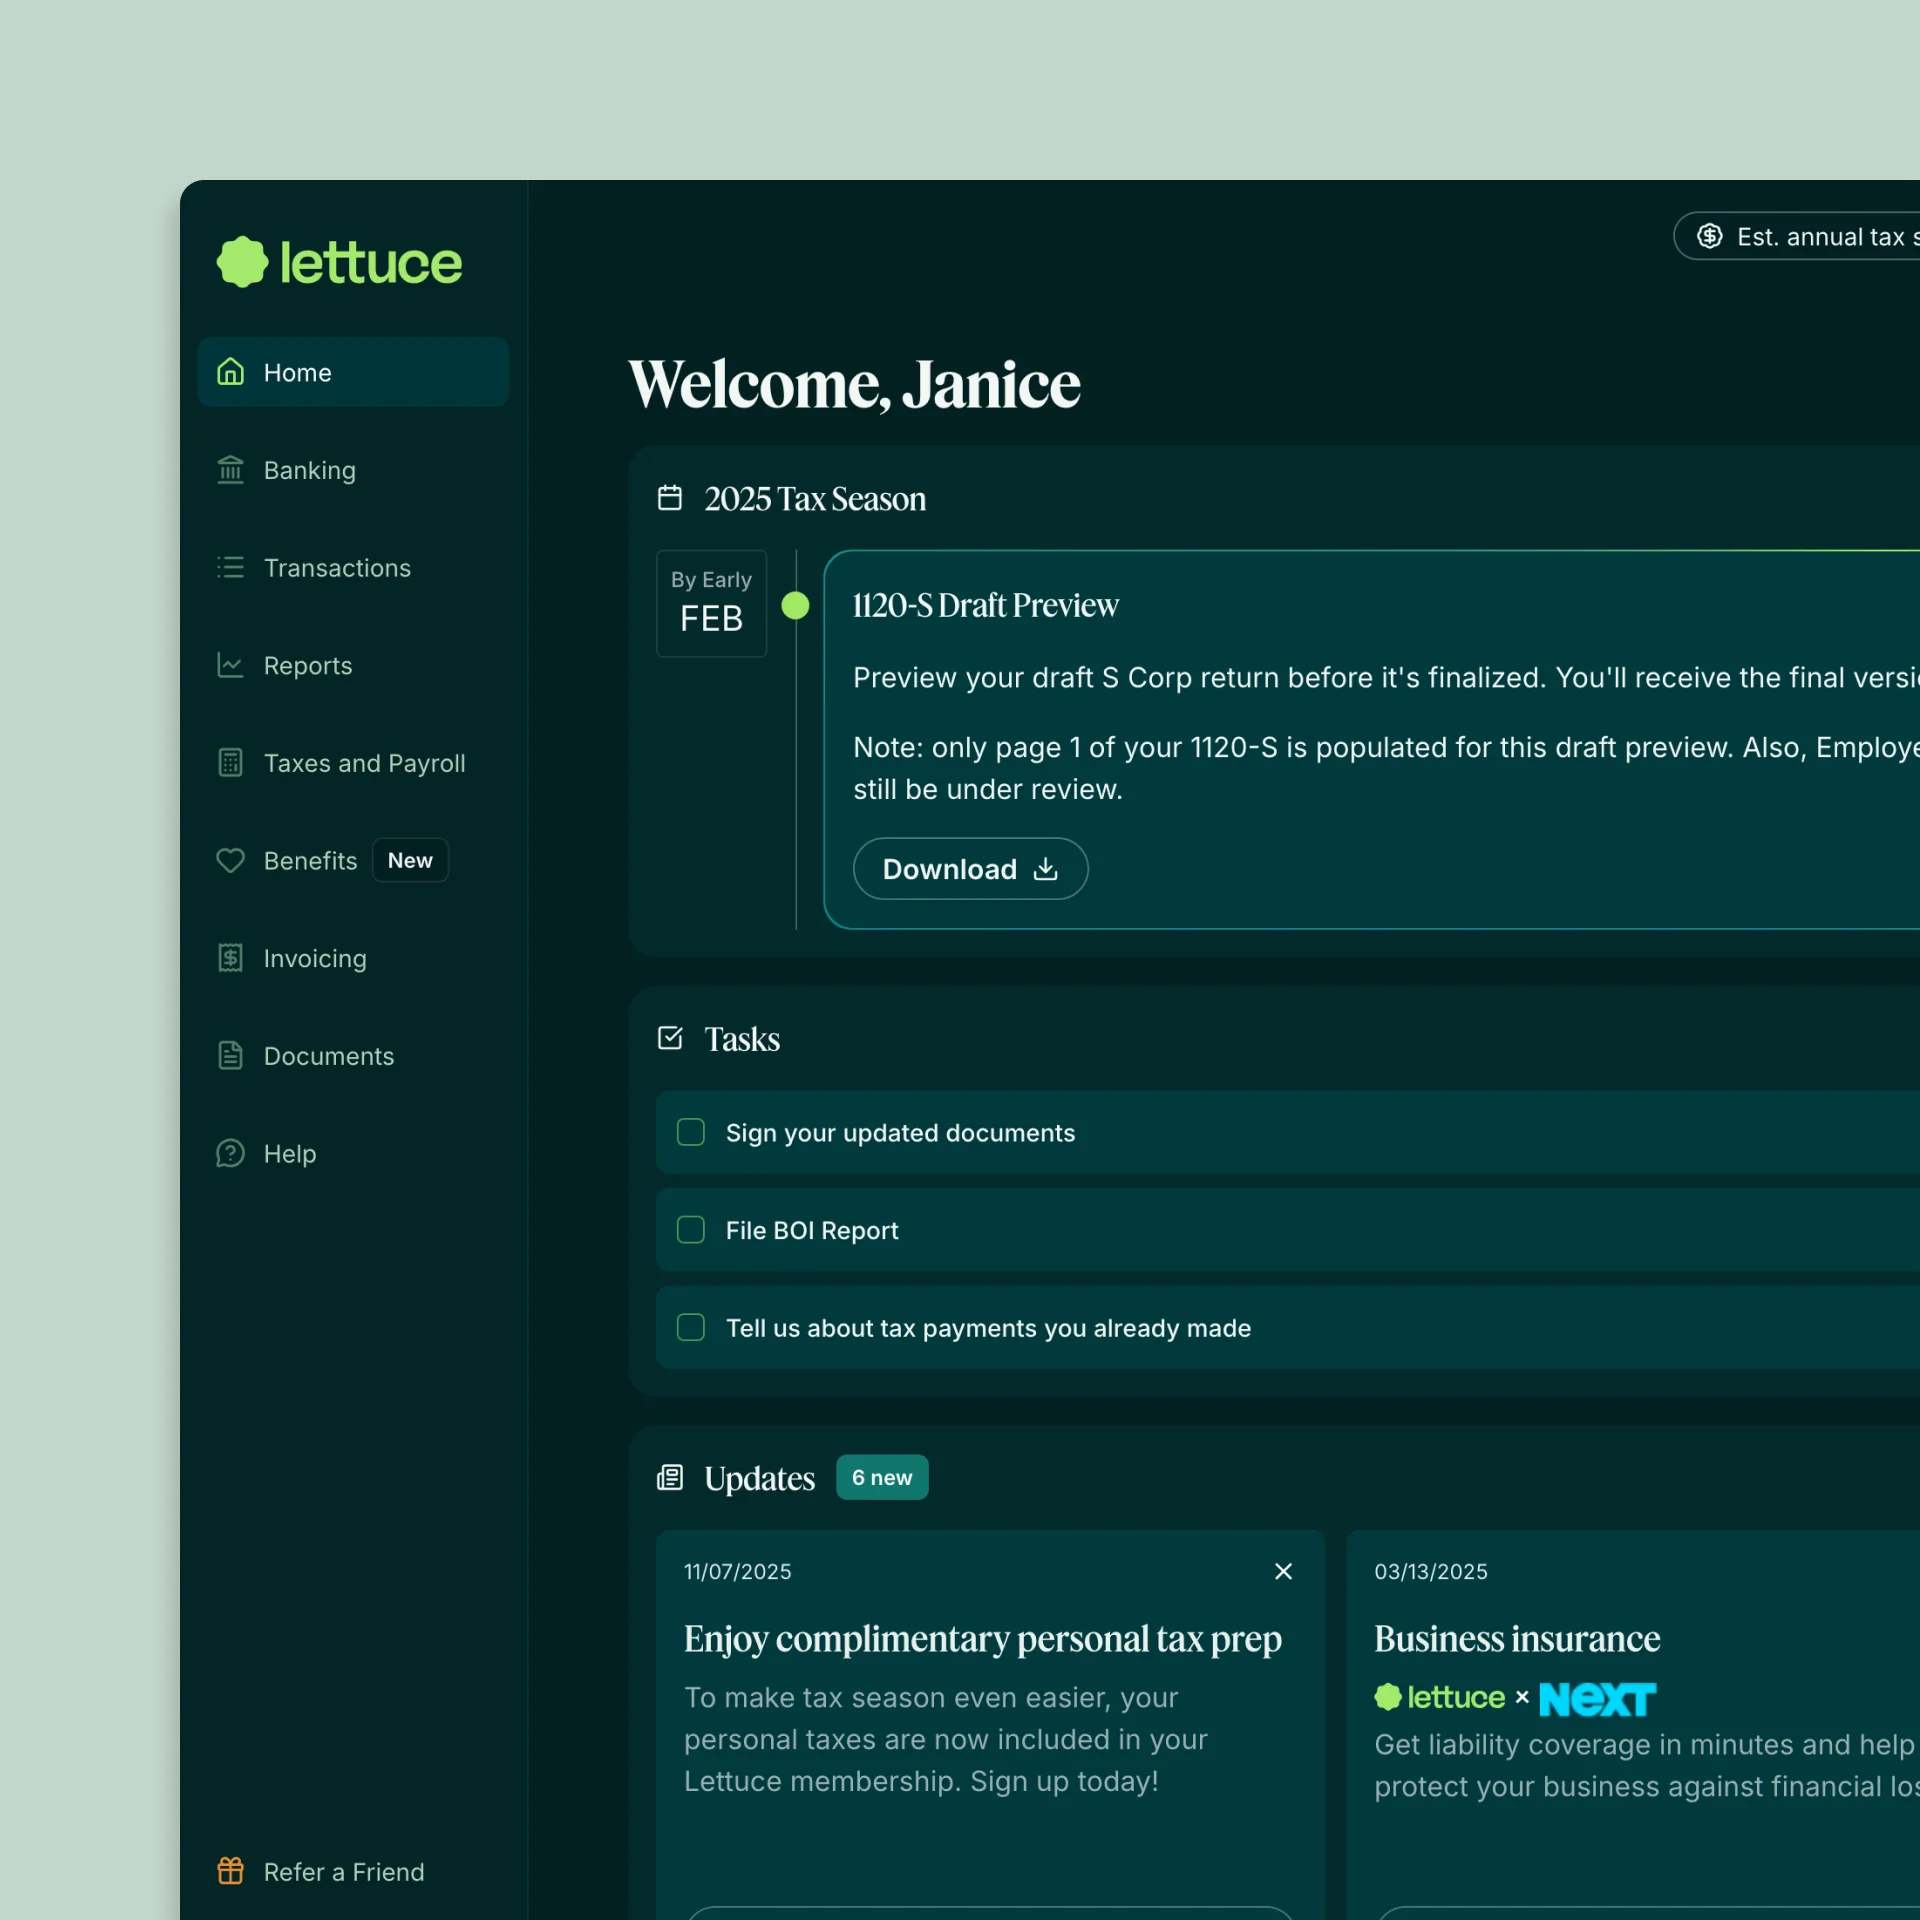 lettuce
Est. annual tax
Home
Banking
Transactions
Reports
Taxes and Payroll
Benefits New
Invoicing
Documents
Help
Refer a Friend
Welcome, Janice
2025 Tax Season
By Early
FEB
1120-S Draft Preview
Preview your draft S Corp return before it's finalized. You'll receive the final
Note: only page 1 of your 1120-S is populated for this draft preview. Also,
still be under review.
Download
Tasks
Sign your updated documents
File BOI Report
Tell us about tax payments you already made
Updates 6 new
11/07/2025
Enjoy complimentary personal tax prep
To make tax season even easier, your
personal taxes are now included in your
Lettuce membership. Sign up today!
03/13/2025
Business insurance
lettuce × NEXT
Get liability coverage in minutes and help
protect your business against financial